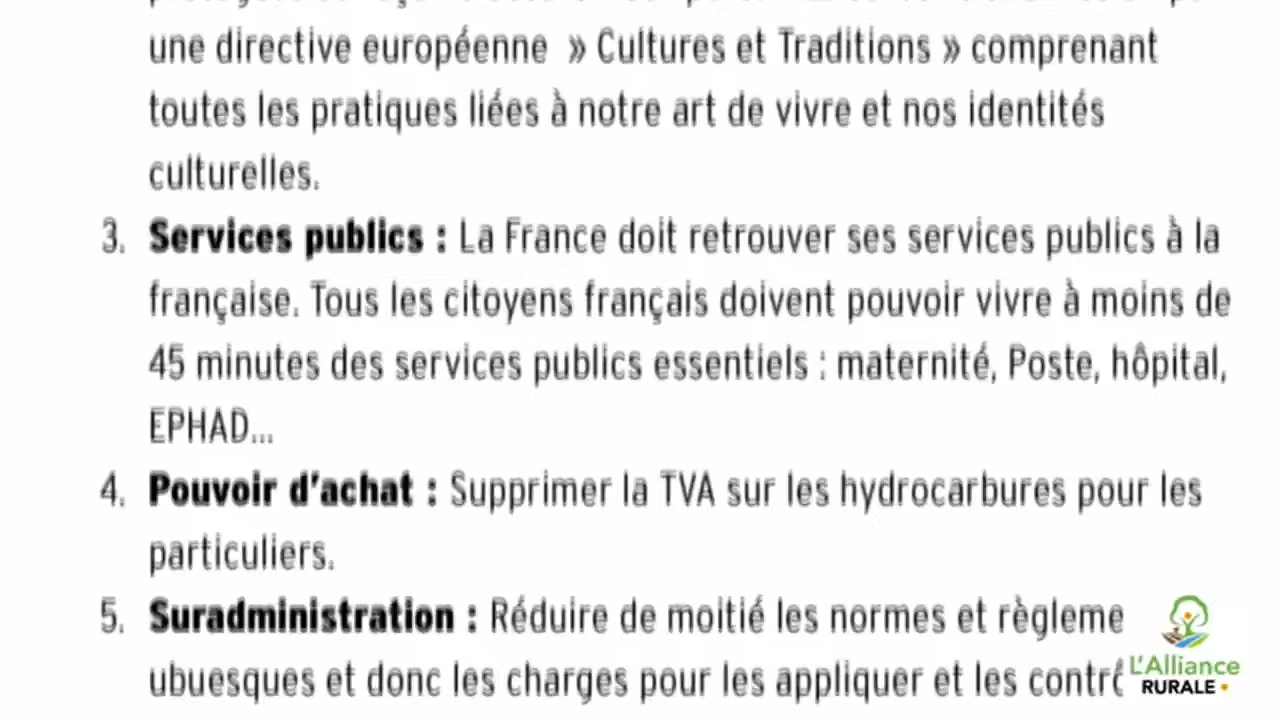 une directive européenne » Cultures et Traditions » comprenant
toutes les pratiques liées à notre art de vivre et nos identités
culturelles.
3. Services publics : La France doit retrouver ses services publics à la
française. Tous les citoyens français doivent pouvoir vivre à moins de
45 minutes des services publics essentiels : maternité, Poste, hôpital,
EPHAD...
4. Pouvoir d'achat : Supprimer la TVA sur les hydrocarbures pour les
particuliers.
5. Suradministration : Réduire de moitié les normes et règleme
ubuesques et donc les charges pour les appliquer et les contrô
L'Alliance
RURALE